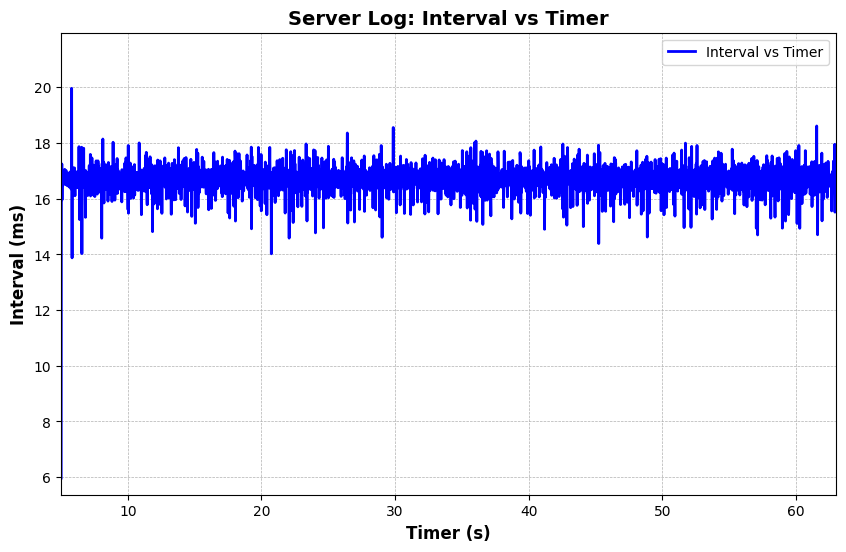 Server Log: Interval vs Timer
Interval vs Timer
20
18
16
14
12
10
8
6
Interval (ms)
10 20 30 40 50 60
Timer (s)